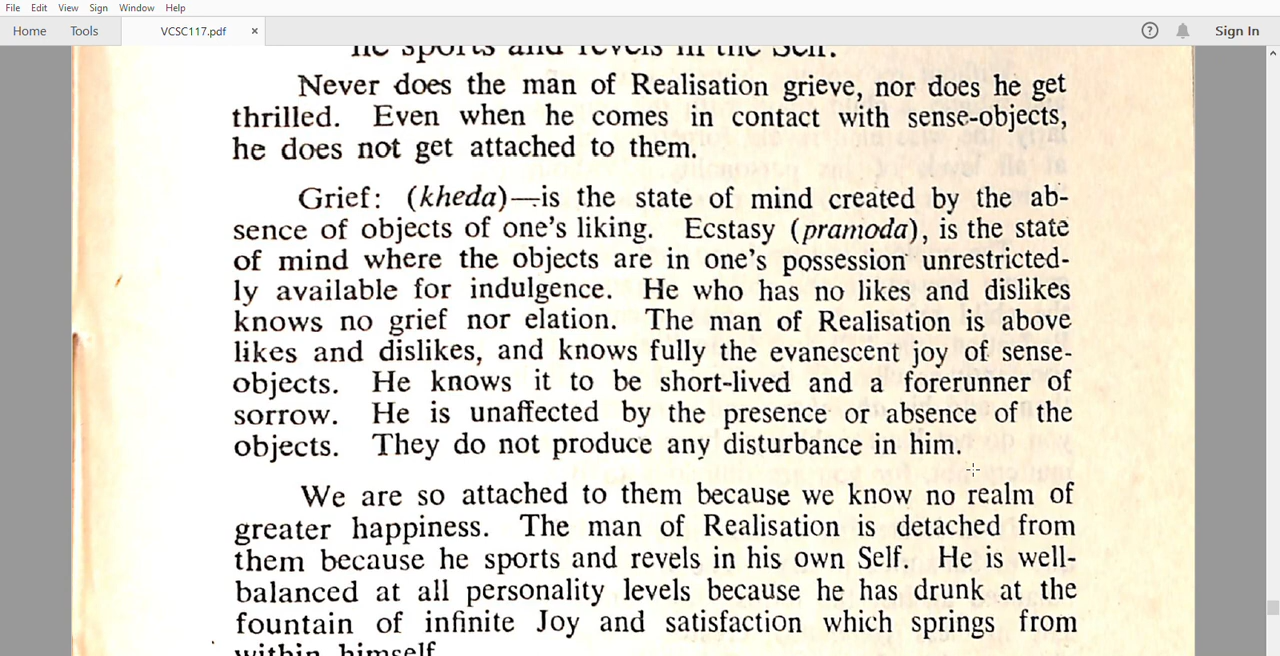 File Edit View Sign Window Help
Home Tools VCSC117.pdf × ? Sign In
he sports and revels in the Self.
Never does the man of Realisation grieve, nor does he get
thrilled. Even when he comes in contact with sense-objects,
he does not get attached to them.
Grief: (kheda)—is the state of mind created by the ab-
sence of objects of one's liking. Ecstasy (pramoda), is the state
of mind where the objects are in one's possession unrestricted-
ly available for indulgence. He who has no likes and dislikes
knows no grief nor elation. The man of Realisation is above
likes and dislikes, and knows fully the evanescent joy of sense-
objects. He knows it to be short-lived and a forerunner of
sorrow. He is unaffected by the presence or absence of the
objects. They do not produce any disturbance in him.
We are so attached to them because we know no realm of
greater happiness. The man of Realisation is detached from
them because he sports and revels in his own Self. He is well-
balanced at all personality levels because he has drunk at the
fountain of infinite Joy and satisfaction which springs from
within himself